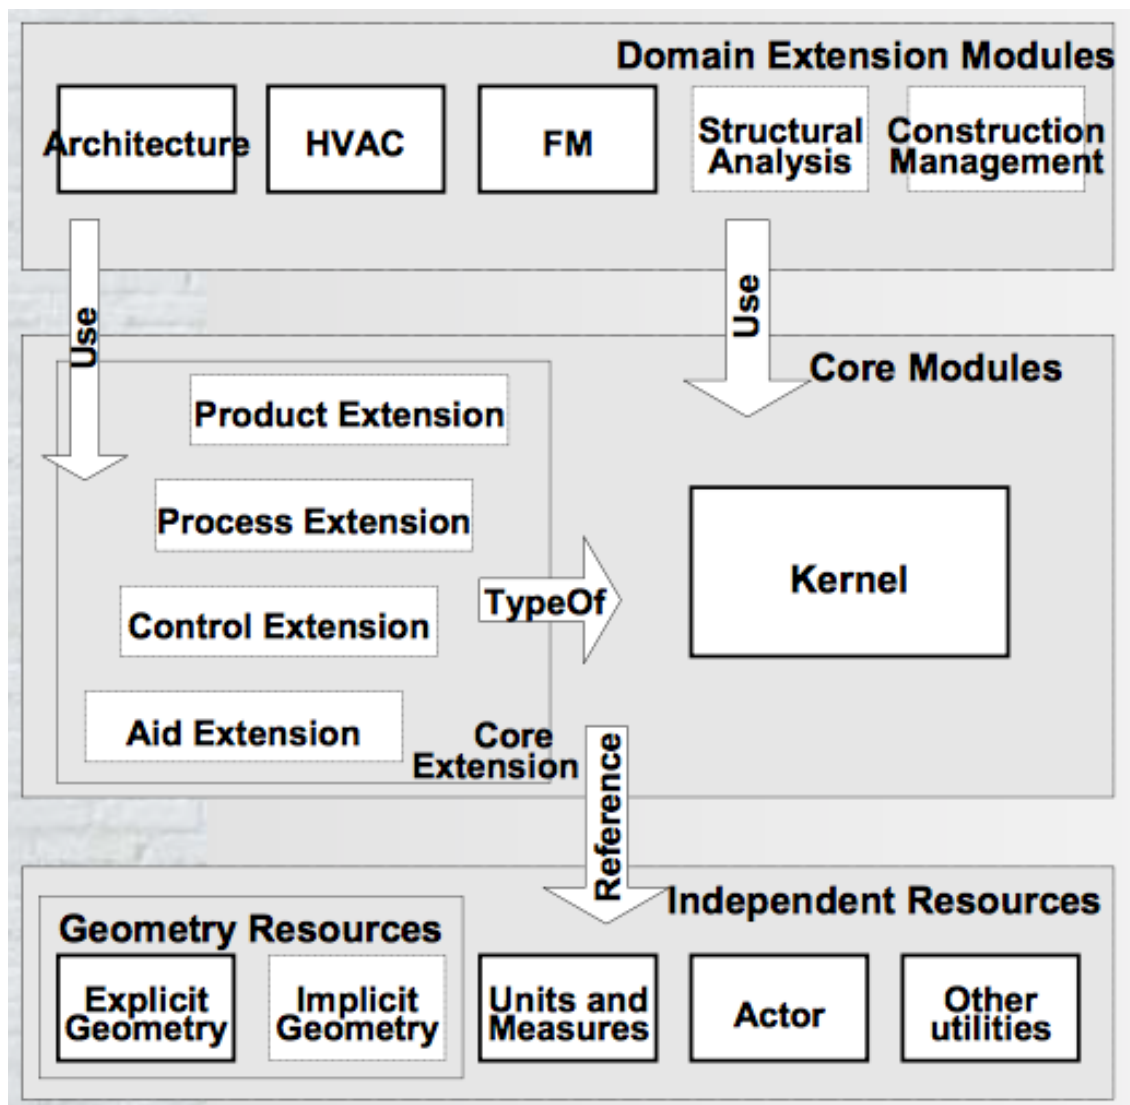 Domain Extension Modules
Architecture
HVAC
FM
Structural
Analysis
Construction
Management
Use
Use
Core Modules
Product Extension
Process Extension
Control Extension
Aid Extension
Core
Extension
TypeOf
Kernel
Reference
Independent Resources
Geometry Resources
Explicit
Geometry
Implicit
Geometry
Units and
Measures
Actor
Other
utilities